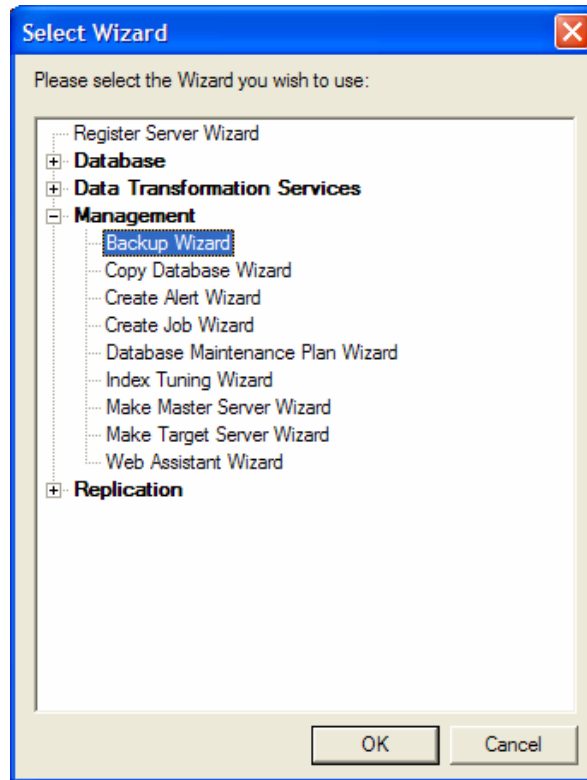 Select Wizard
Please select the Wizard you wish to use:
Register Server Wizard
Database
Data Transformation Services
Management
Backup Wizard
Copy Database Wizard
Create Alert Wizard
Create Job Wizard
Database Maintenance Plan Wizard
Index Tuning Wizard
Make Master Server Wizard
Make Target Server Wizard
Web Assistant Wizard
Replication
OK Cancel